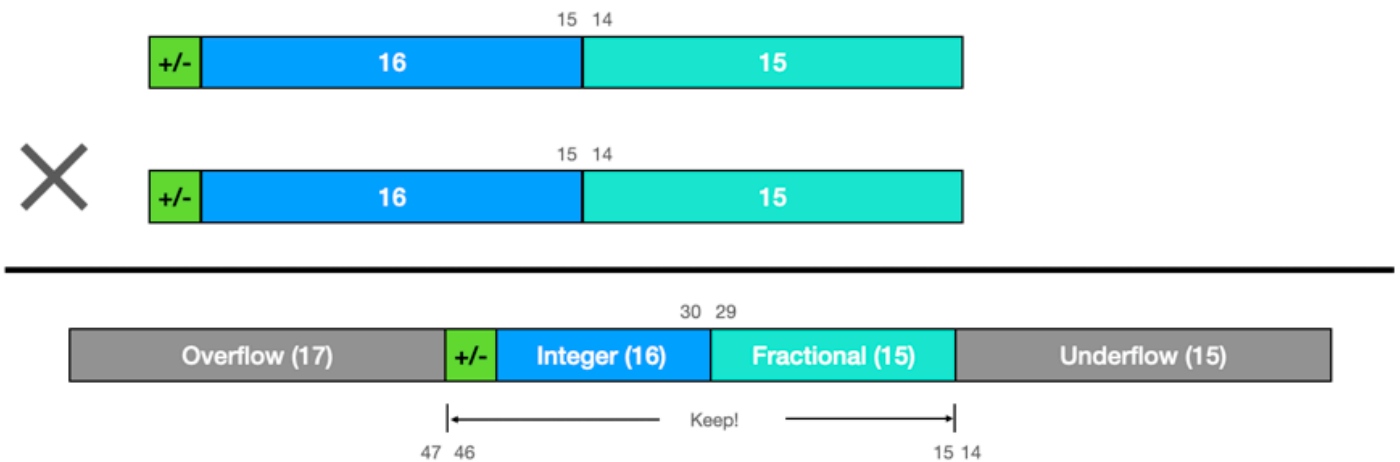 15 14
+/- 16 15
15 14
+/- 16 15
30 29
Overflow (17) +/- Integer (16) Fractional (15) Underflow (15)
Keep!
47 46 15 14